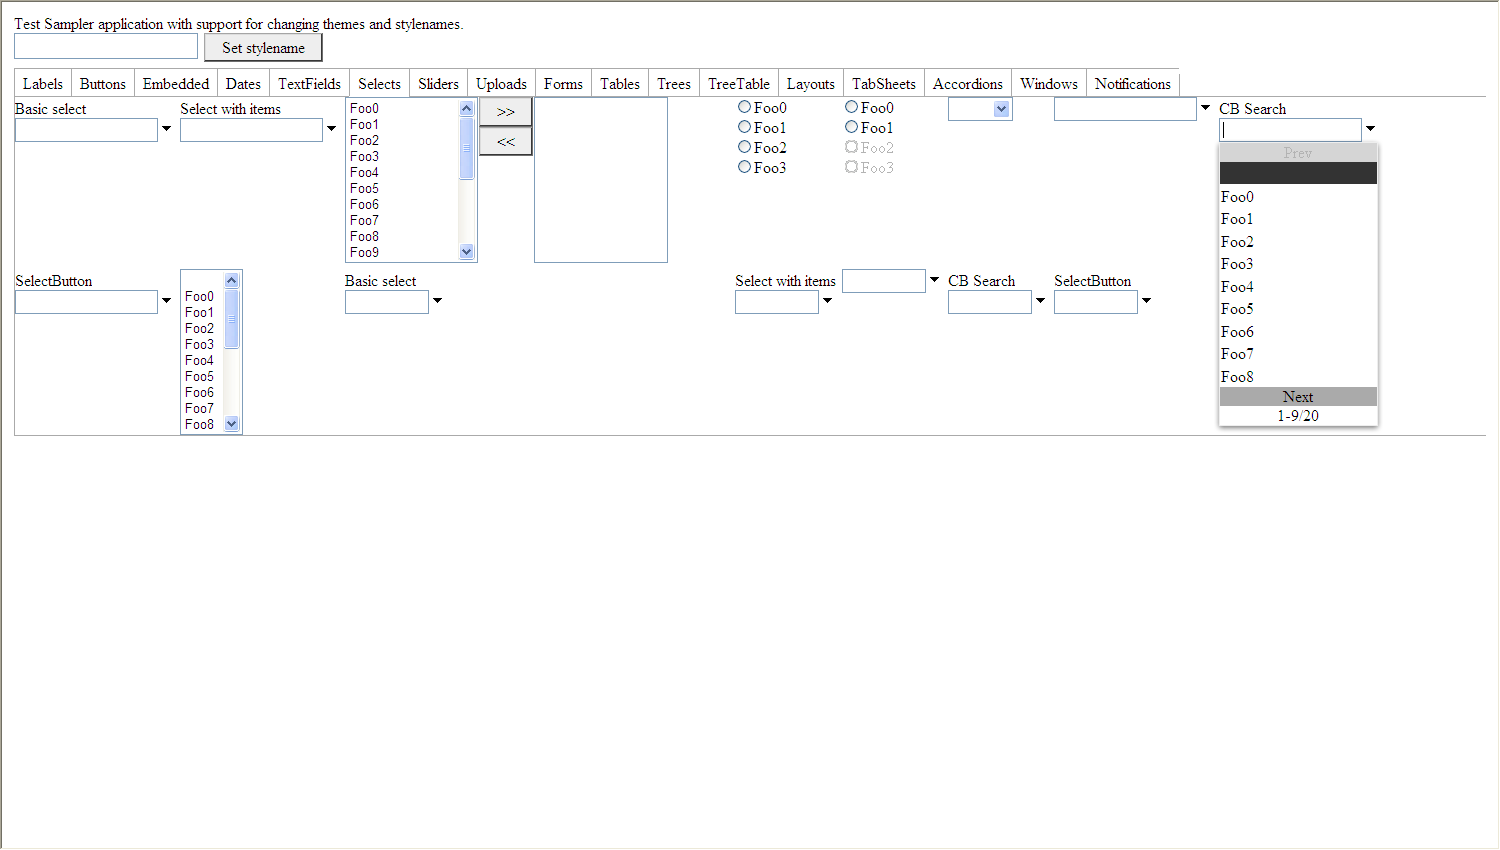 Test Sampler application with support for changing themes and stylenames.
Set stylename
Labels Buttons Embedded Dates TextFields Selects Sliders Uploads Forms Tables Trees TreeTable Layouts TabSheets Accordions Windows Notifications
Basic select
Select with items
Foo0
Foo1
Foo2
Foo3
Foo4
Foo5
Foo6
Foo7
Foo8
Foo9
>>
<<
Foo0
Foo1
Foo2
Foo3
Foo0
Foo1
Foo2
Foo3
CB Search
Prev
Foo0
Foo1
Foo2
Foo3
Foo4
Foo5
Foo6
Foo7
Foo8
Next
1-9/20
SelectButton
Foo0
Foo1
Foo2
Foo3
Foo4
Foo5
Foo6
Foo7
Foo8
Basic select
Select with items
CB Search
SelectButton